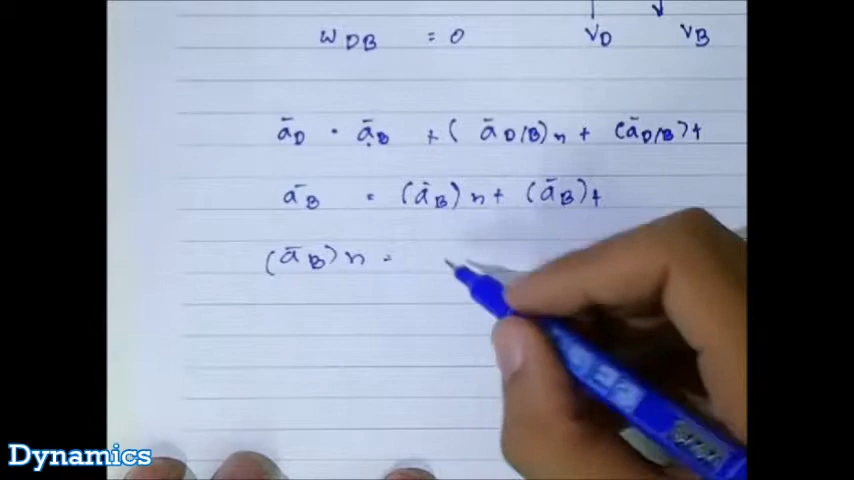 ω_DB = 0
v_D v_B
ā_D = ā_B + (ā_D/B)n + (ā_D/B)t
ā_B = (ā_B)n + (ā_B)t
(ā_B)n =
Dynamics